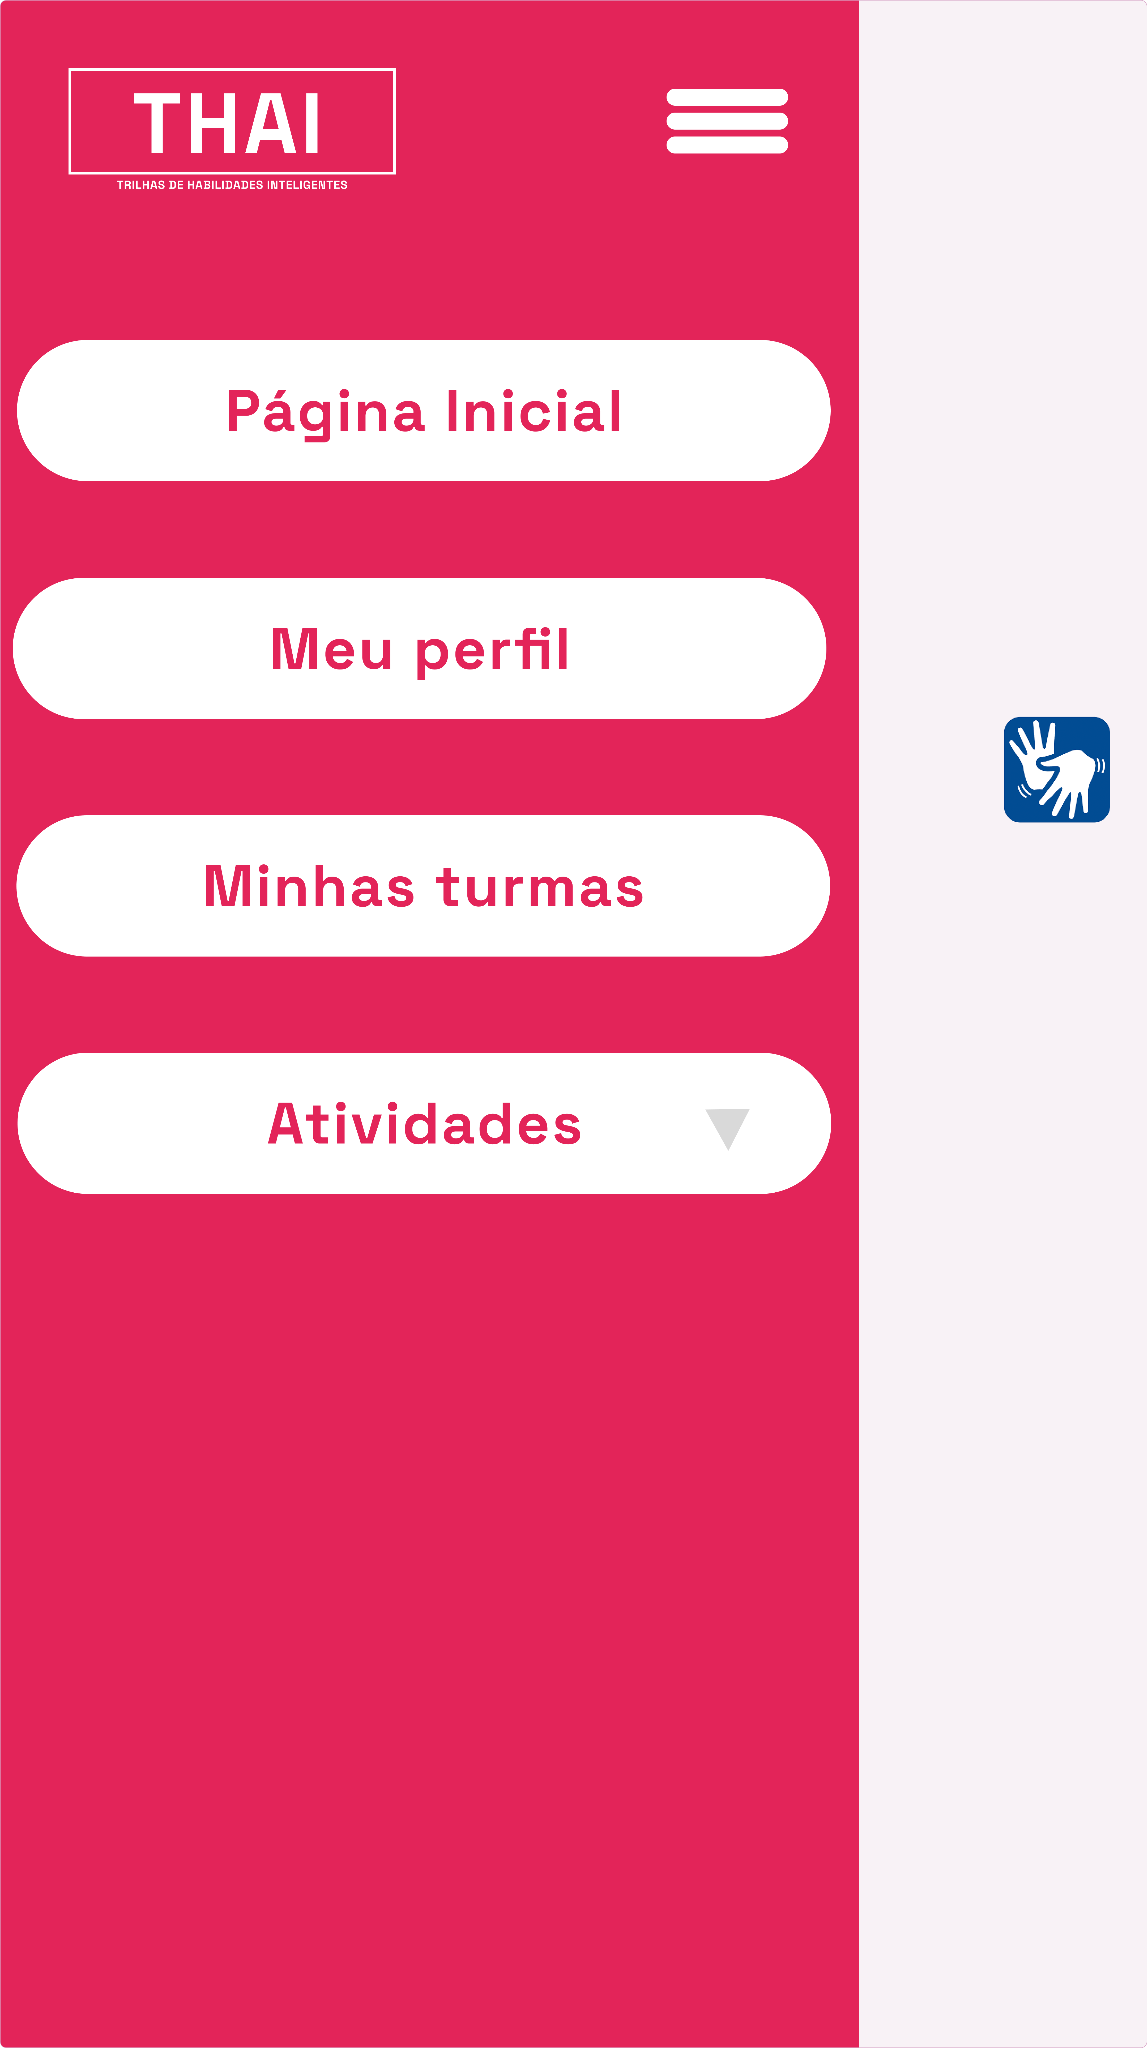 THAI
TRILHAS DE HABILIDADES INTELIGENTES
Página Inicial
Meu perfil
Minhas turmas
Atividades